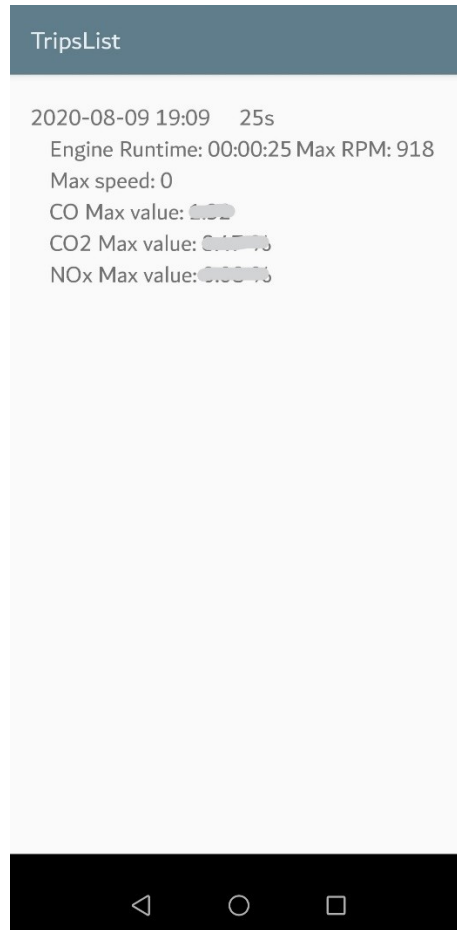 TripsList
2020-08-09 19:09 25s
Engine Runtime: 00:00:25 Max RPM: 918
Max speed: 0
CO Max value:
CO2 Max value:
NOx Max value: